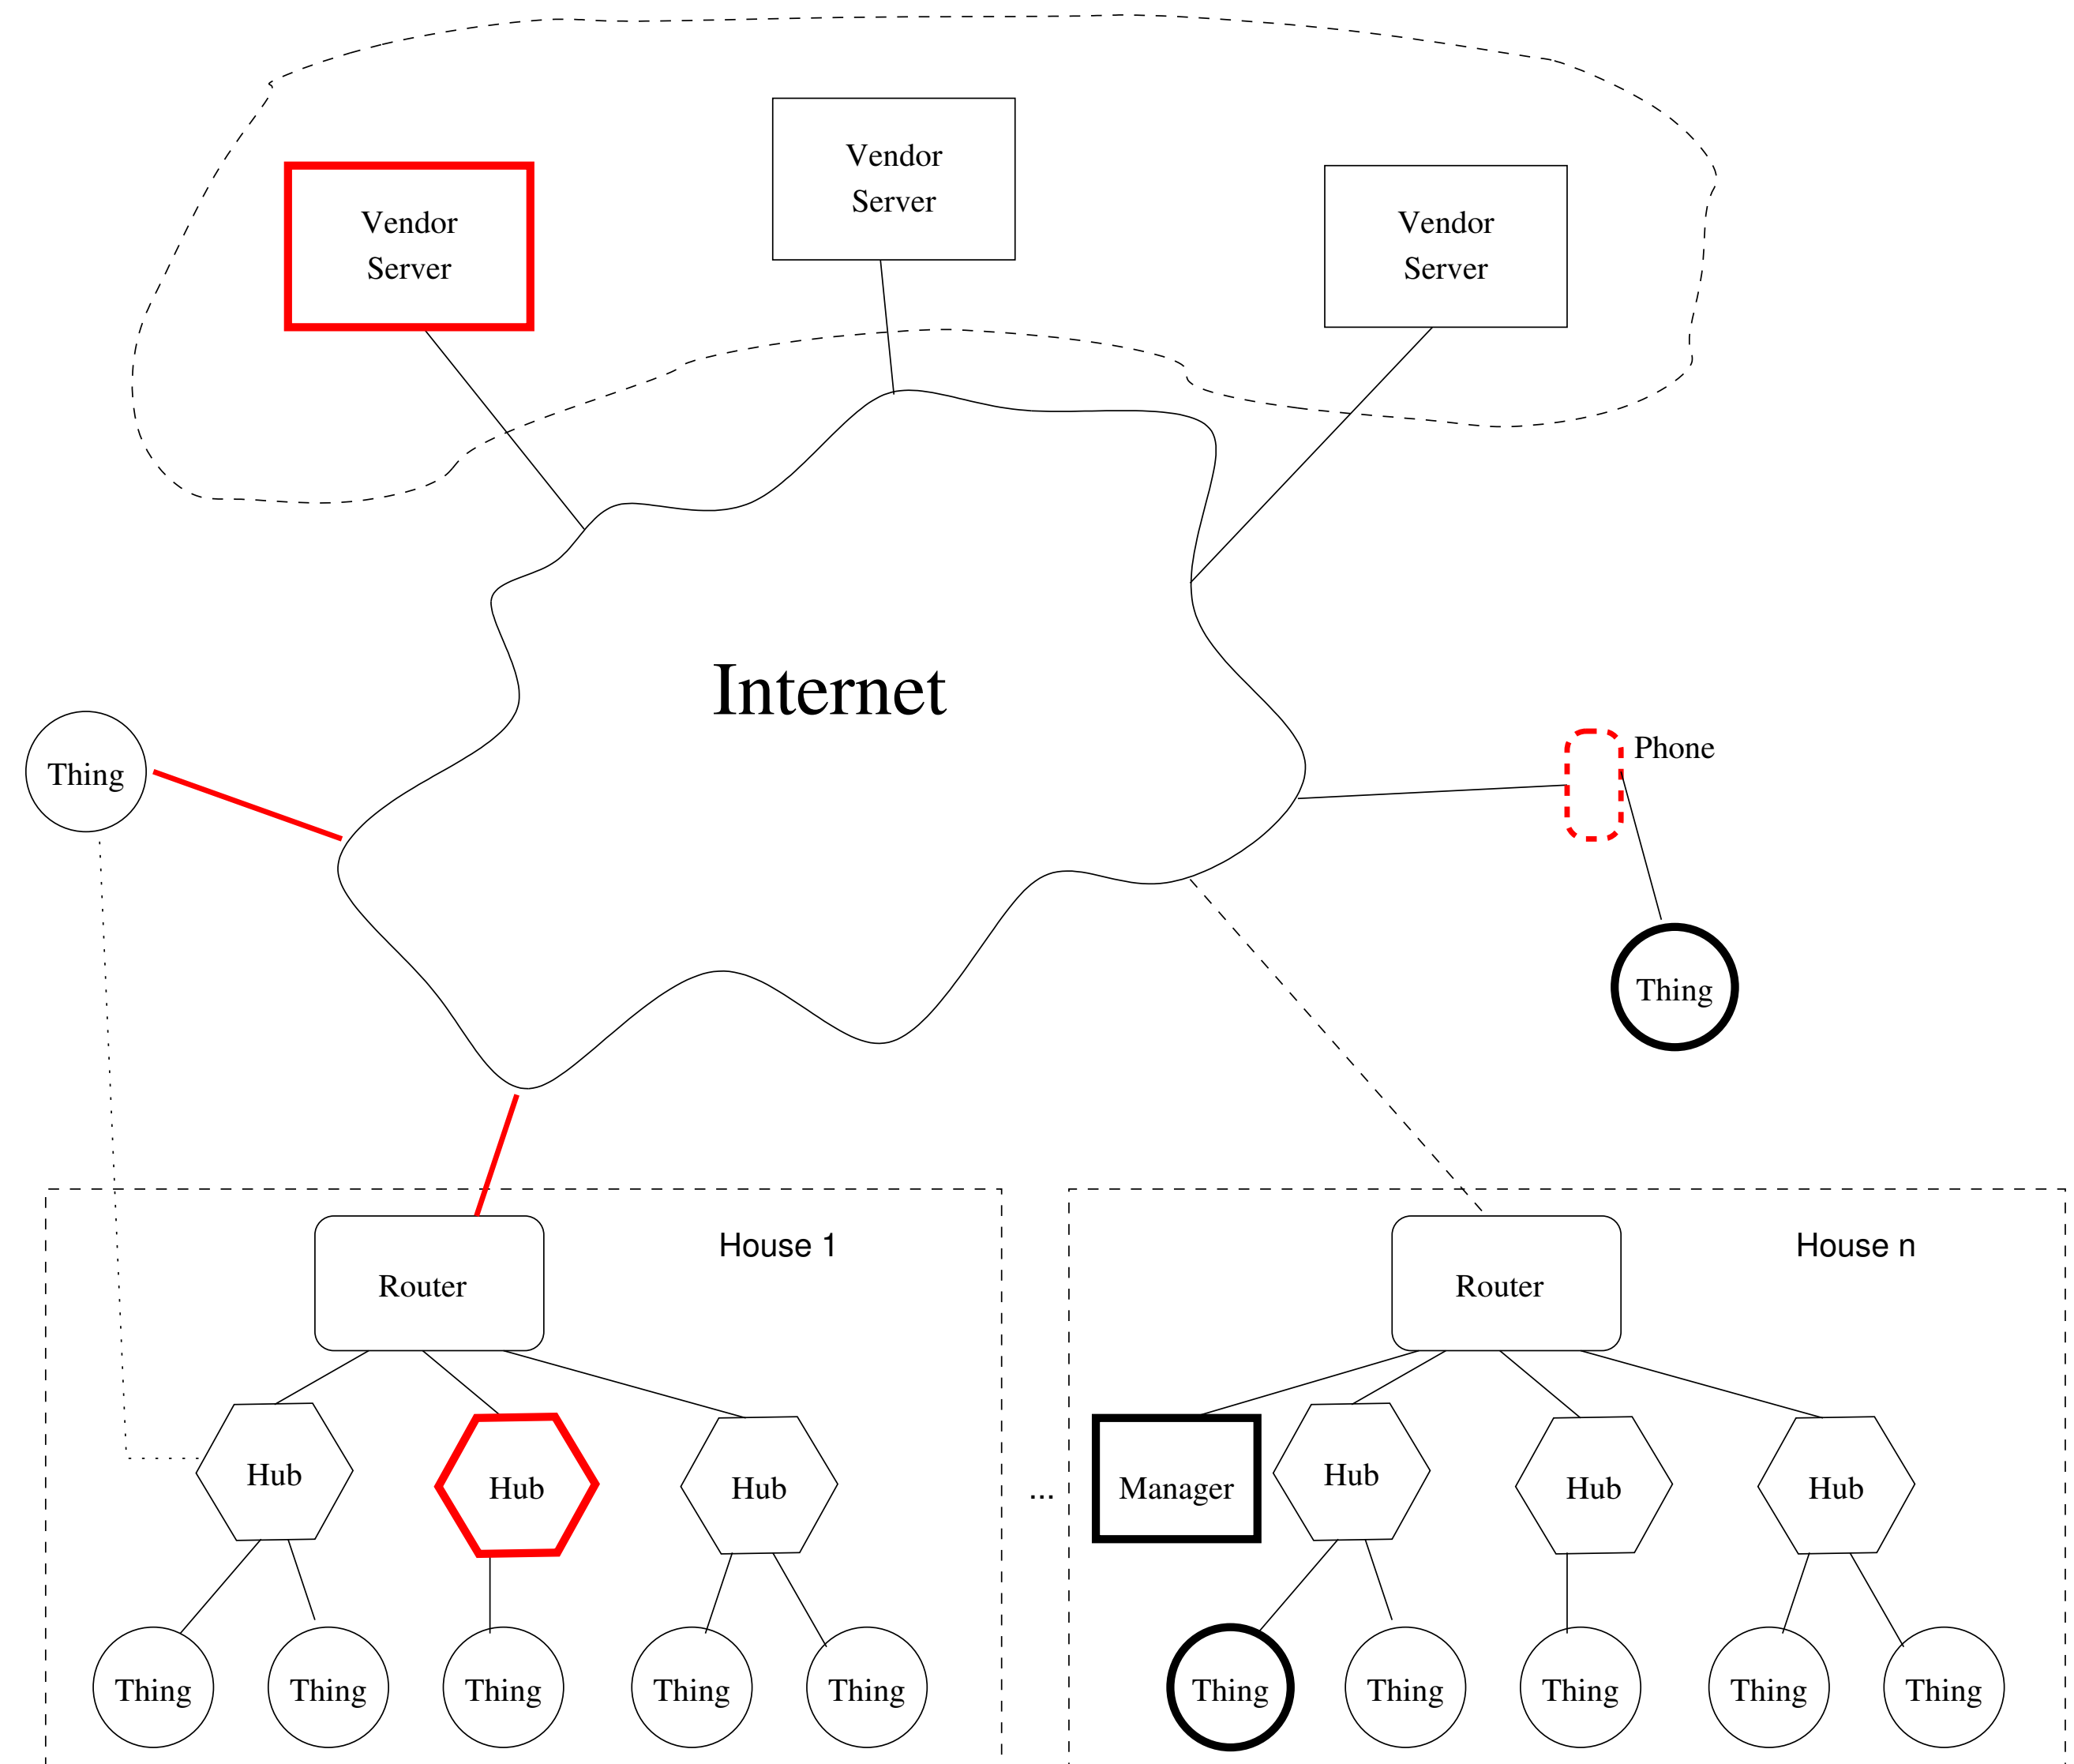 Vendor
Server
Vendor
Server
Vendor
Server
Internet
Phone
Thing
Thing
House 1
House n
Router
Router
Hub
Hub
Hub
...
Manager
Hub
Hub
Hub
Thing
Thing
Thing
Thing
Thing
Thing
Thing
Thing
Thing
Thing